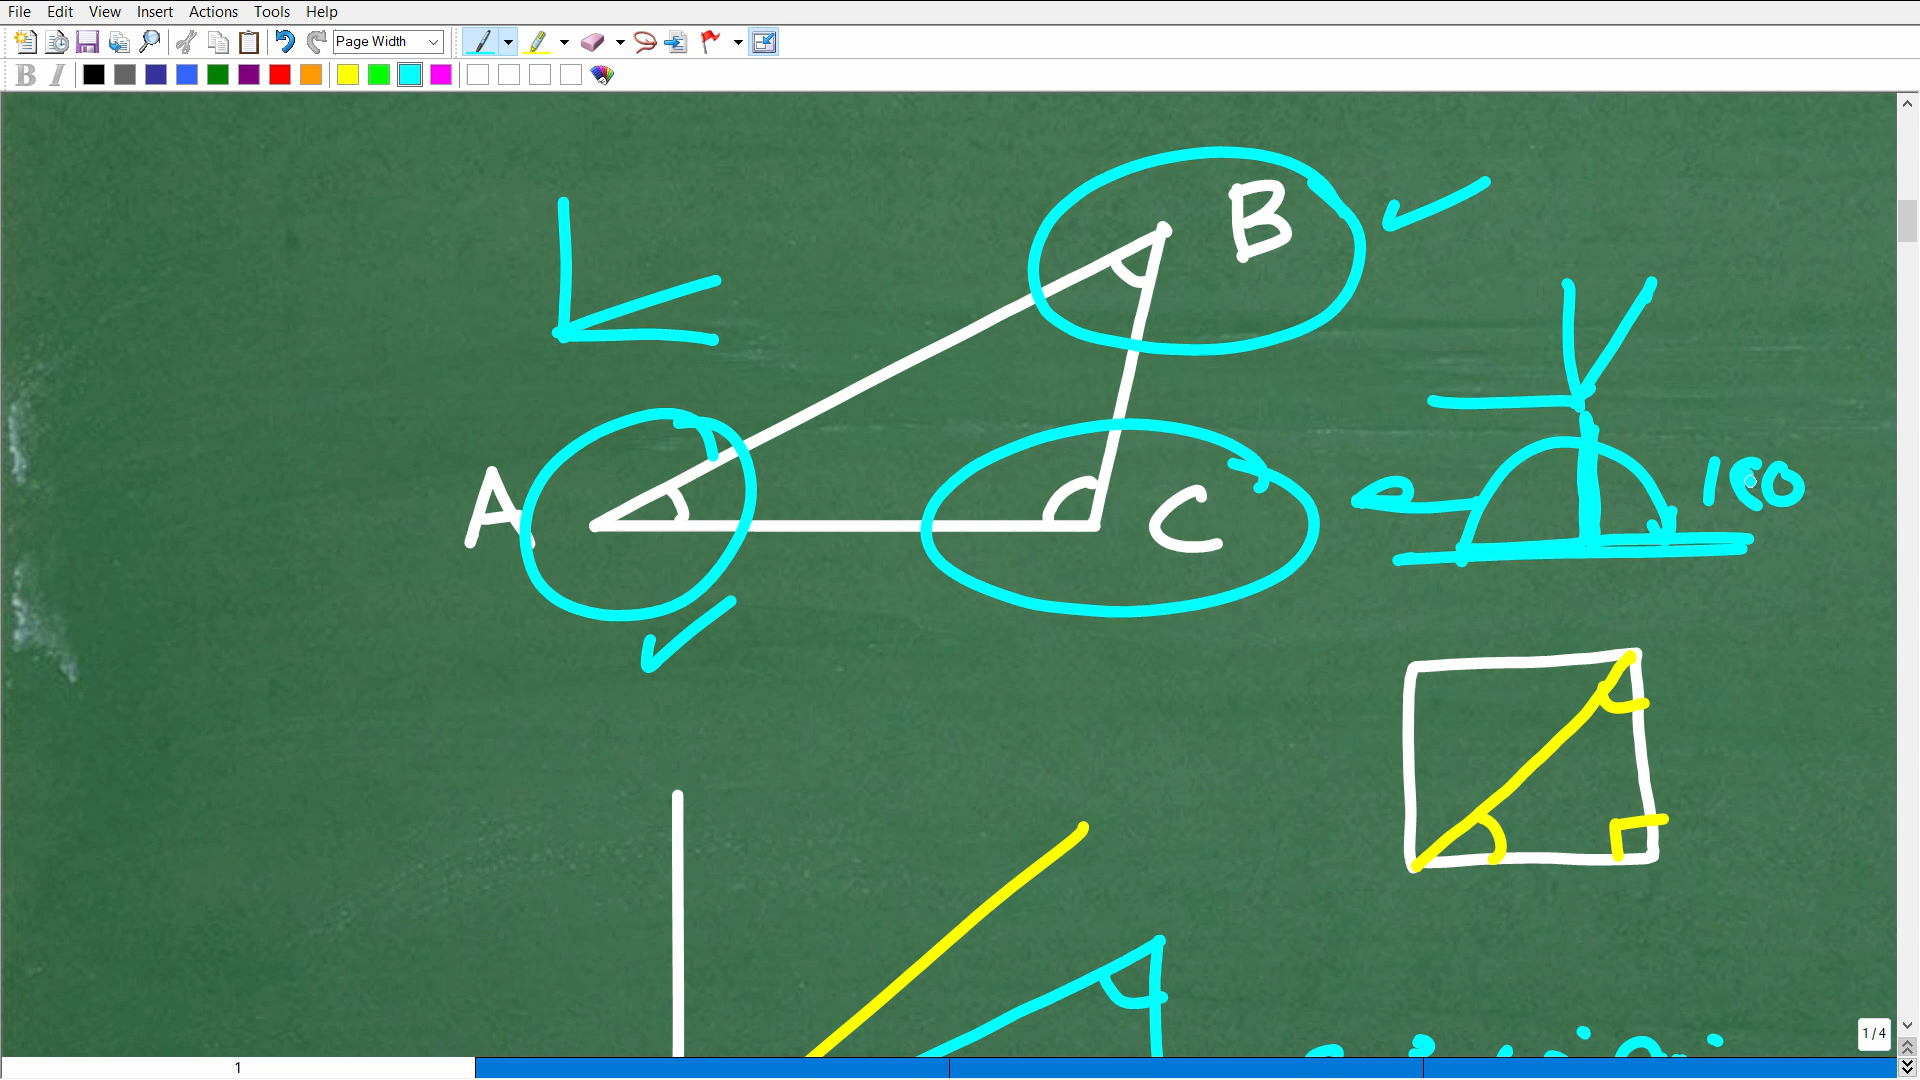 File Edit View Insert Actions Tools Help
Page Width
B I
B
A
C
180
1 / 4
1